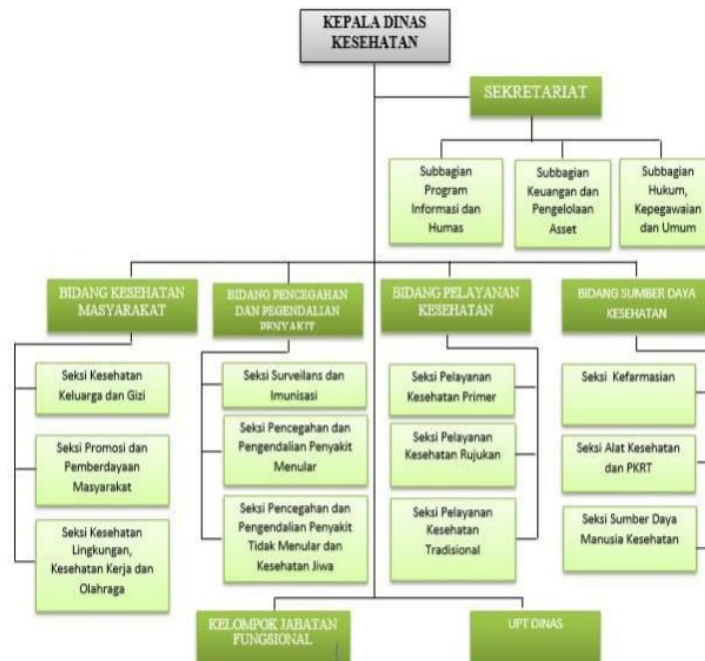 KEPALA DINAS
KESEHATAN
SEKRETARIAT
Subbagian
Program
Informasi dan
Humas
Subbagian
Keuangan dan
Pengelolaan
Asset
Subbagian
Hukum,
Kepegawaian
dan Umum
BIDANG KESEHATAN
MASYARAKAT
BIDANG PENCEGAHAN
DAN PEGENDALIAN
PENYAKIT
BIDANG PELAYANAN
KESEHATAN
BIDANG SUMBER DAYA
KESEHATAN
Seksi Kesehatan
Keluarga dan Gizi
Seksi Promosi dan
Pemberdayaan
Masyarakat
Seksi Kesehatan
Lingkungan,
Kesehatan Kerja dan
Olahraga
Seksi Surveilans dan
Imunisasi
Seksi Pencegahan dan
Pengendalian Penyakit
Menular
Seksi Pencegahan dan
Pengendalian Penyakit
Tidak Menular dan
Kesehatan Jiwa
Seksi Pelayanan
Kesehatan Primer
Seksi Pelayanan
Kesehatan Rujukan
Seksi Pelayanan
Kesehatan
Tradisional
Seksi Kefarmasian
Seksi Alat Kesehatan
dan PKRT
Seksi Sumber Daya
Manusia Kesehatan
KELOMPOK JABATAN
FUNGSIONAL
UPT DINAS